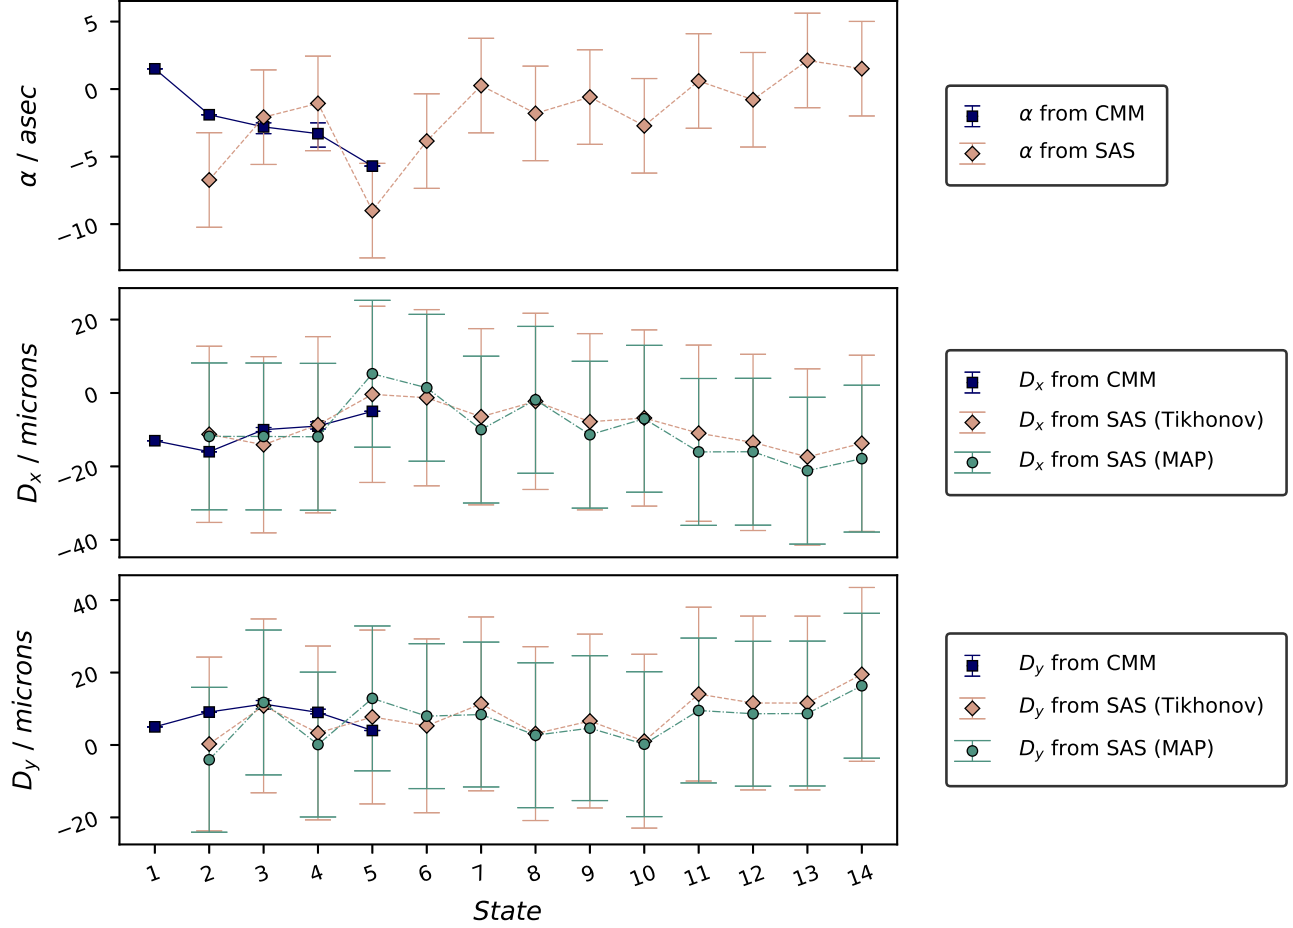 5
0
−5
−10
α / asec
α from CMM
α from SAS
20
0
−20
−40
Dx / microns
Dx from CMM
Dx from SAS (Tikhonov)
Dx from SAS (MAP)
40
20
0
−20
Dy / microns
Dy from CMM
Dy from SAS (Tikhonov)
Dy from SAS (MAP)
1 2 3 4 5 6 7 8 9 10 11 12 13 14
State